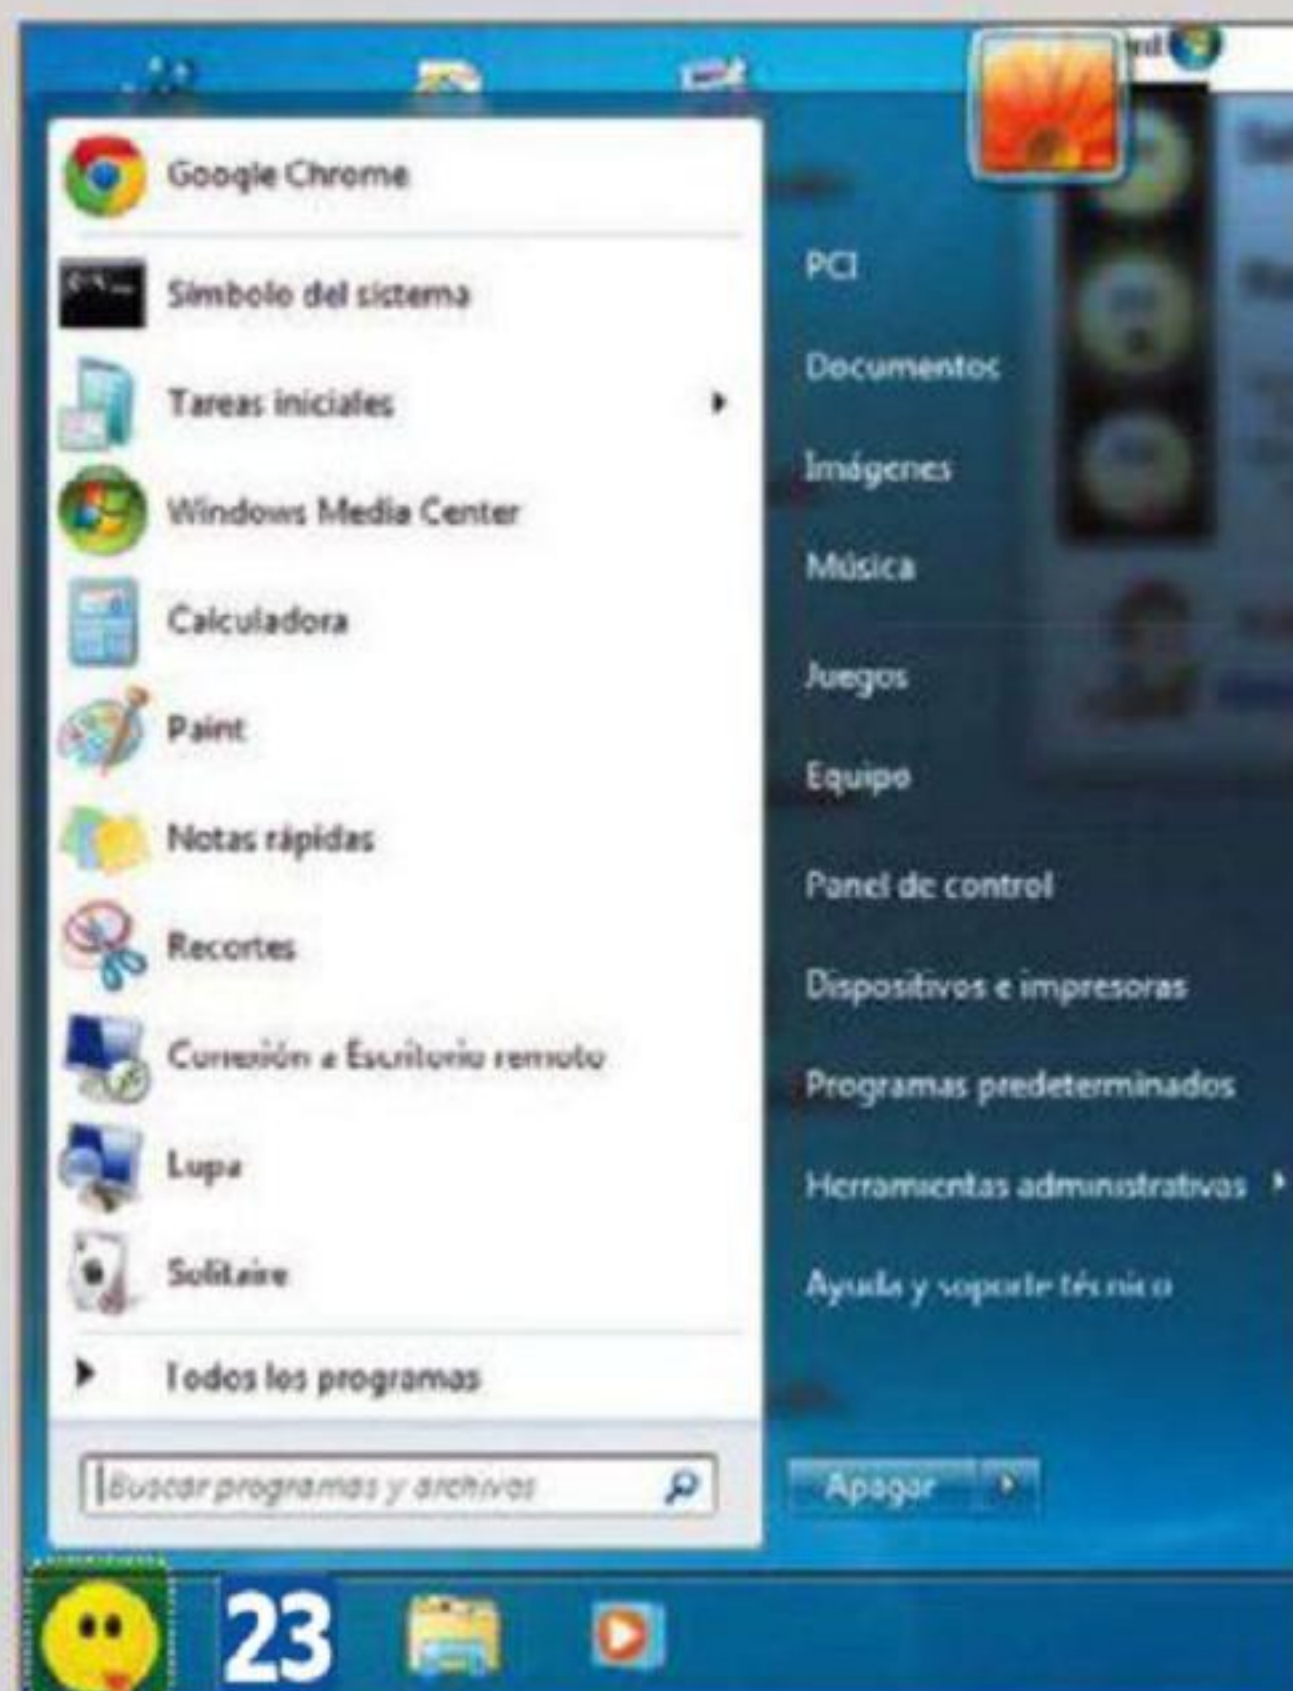 Google Chrome
Símbolo del sistema
Tareas iniciales
Windows Media Center
Calculadora
Paint
Notas rápidas
Recortes
Conexión a Escritorio remoto
Lupa
Solitaire
Todos los programas
Buscar programas y archivos
PCI
Documentos
Imágenes
Música
Juegos
Equipo
Panel de control
Dispositivos e impresoras
Programas predeterminados
Herramientas administrativas
Ayuda y soporte técnico
Apagar
23